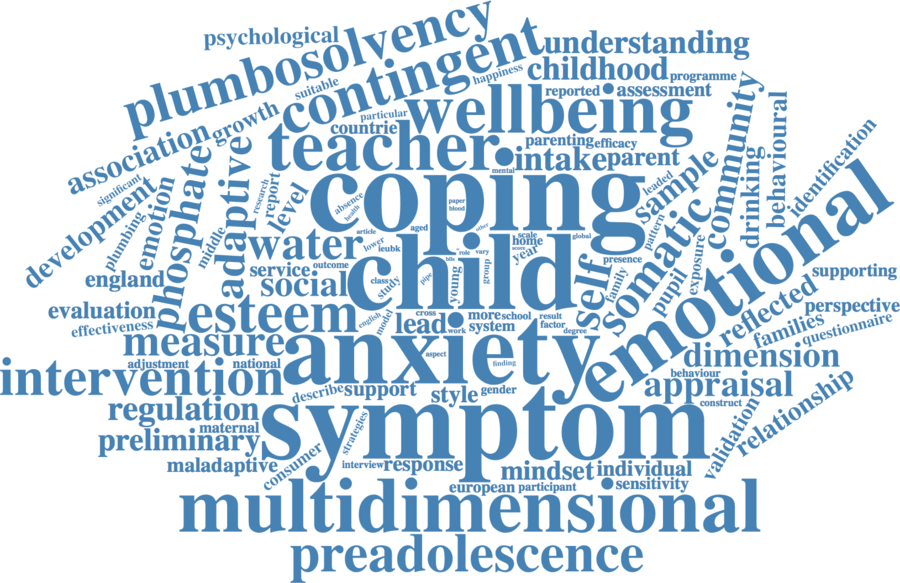 psychological
plumbosolvency
contingent
understanding
suitable
happiness
childhood
programme
reported
assessment
association
growth
particular
wellbeing
countrie
teacher
parenting
efficacy
intake
parent
community
behavioural
identification
significant
development
plumbing
emotion
phosphate
middle
adaptive
research
report
level
absence
health
mental
coping
paper
blood
leaded
sample
pattern
drinking
water
article
lower
ieubk
aged
other
scale
home
score
year
global
somatic
exposure
emotional
england
service
outcome
social
class
study
child
role
vary
bills
pipe
young
group
presence
self
family
pupil
supporting
evaluation
effectiveness
esteem
english
model
cross
lead
work
more
school
system
result
factor
degree
reflected
families
perspective
questionnaire
measure
adjustment
national
anxiety
aspect
finding
dimension
behaviour
intervention
describe
support
style
gender
appraisal
construct
relationship
regulation
maternal
preliminary
symptom
strategies
validation
maladaptive
consumer
interview
response
mindset
individual
european
participant
sensitivity
multidimensional
preadolescence